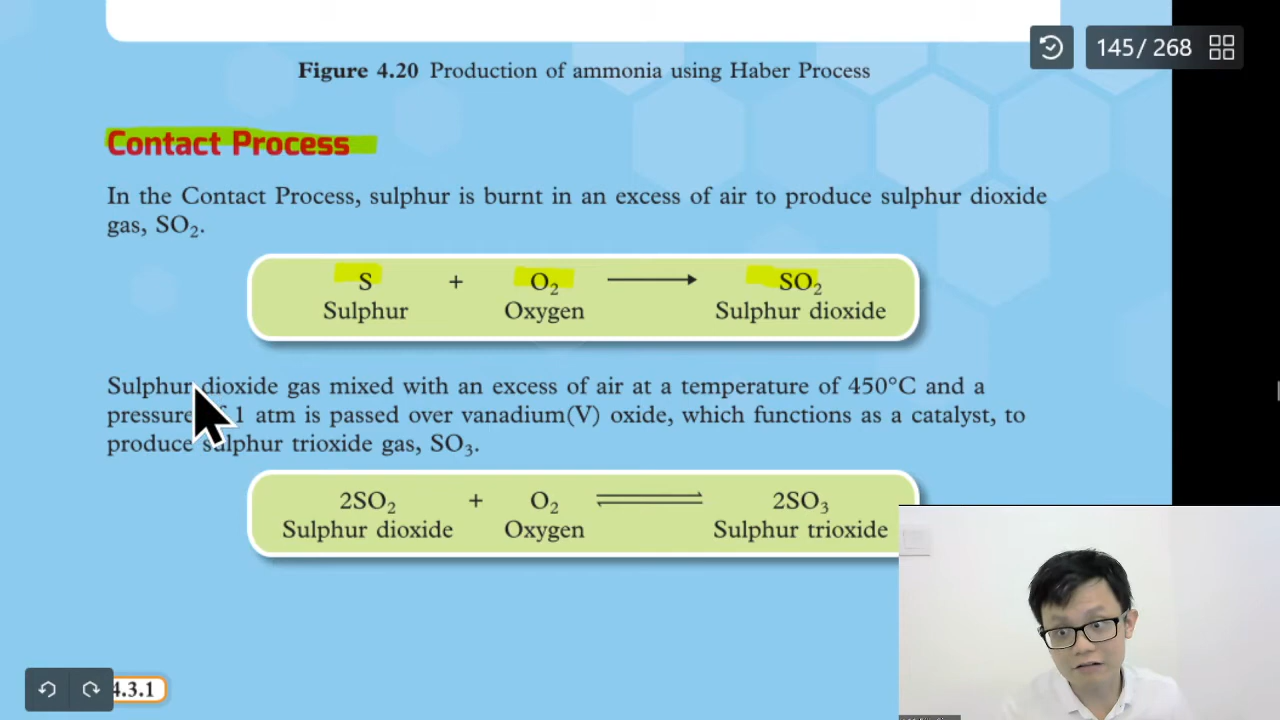 145/ 268
Figure 4.20 Production of ammonia using Haber Process
Contact Process
In the Contact Process, sulphur is burnt in an excess of air to produce sulphur dioxide
gas, SO₂.
S + O₂ ⟶ SO₂
Sulphur Oxygen Sulphur dioxide
Sulphur dioxide gas mixed with an excess of air at a temperature of 450°C and a
pressure 1 atm is passed over vanadium(V) oxide, which functions as a catalyst, to
produce sulphur trioxide gas, SO₃.
2SO₂ + O₂ ⇌ 2SO₃
Sulphur dioxide Oxygen Sulphur trioxide
4.3.1